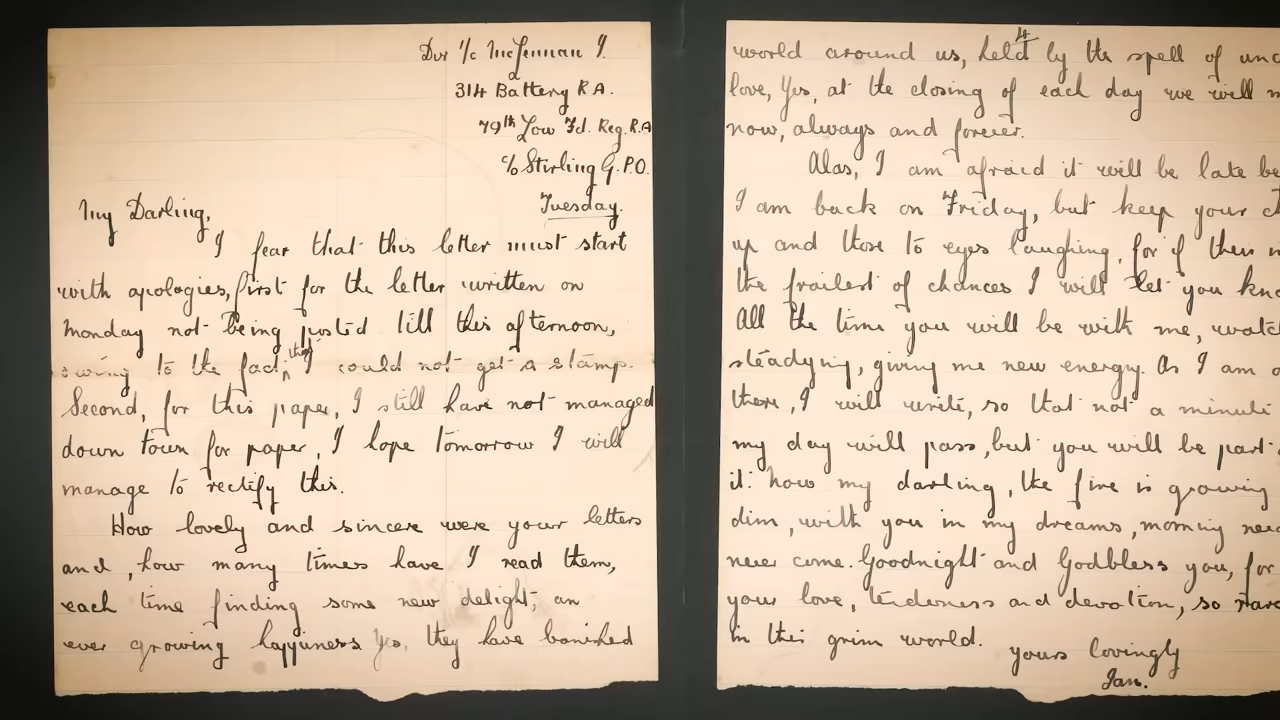 Dvr i/c McLennan I.
314 Battery R.A.
79th Low Fd. Reg. R.A
c/o Stirling G.P.O.
Tuesday.
My Darling,
I fear that this letter must start
with apologies, first for the letter written on
Monday not being posted till this afternoon,
owing to the fact that I could not get a stamp.
Second, for this paper, I still have not managed
down town for paper, I hope tomorrow I will
manage to rectify this.
How lovely and sincere were your letters
and, how many times have I read them,
each time finding some new delight, an
ever growing happiness. Yes, they have banished
4
world around us, held by the spell of
love, Yes, at the closing of each day we will
now, always and forever.
Alas, I am afraid it will be late
I am back on Friday, but keep your
up and those to eyes laughing, for if their
the frailest of chances I will let you
All the time you will be with me,
steadying, giving me new energy. As I am
there, I will write, so that not a minute
my day will pass, but you will be part
it. Now my darling, the fire is growing
dim, with you in my dreams, morning
never come. Goodnight and Godbless you, for
your love, tenderness and devotion, so
in this grim world.
yours lovingly
Ian.